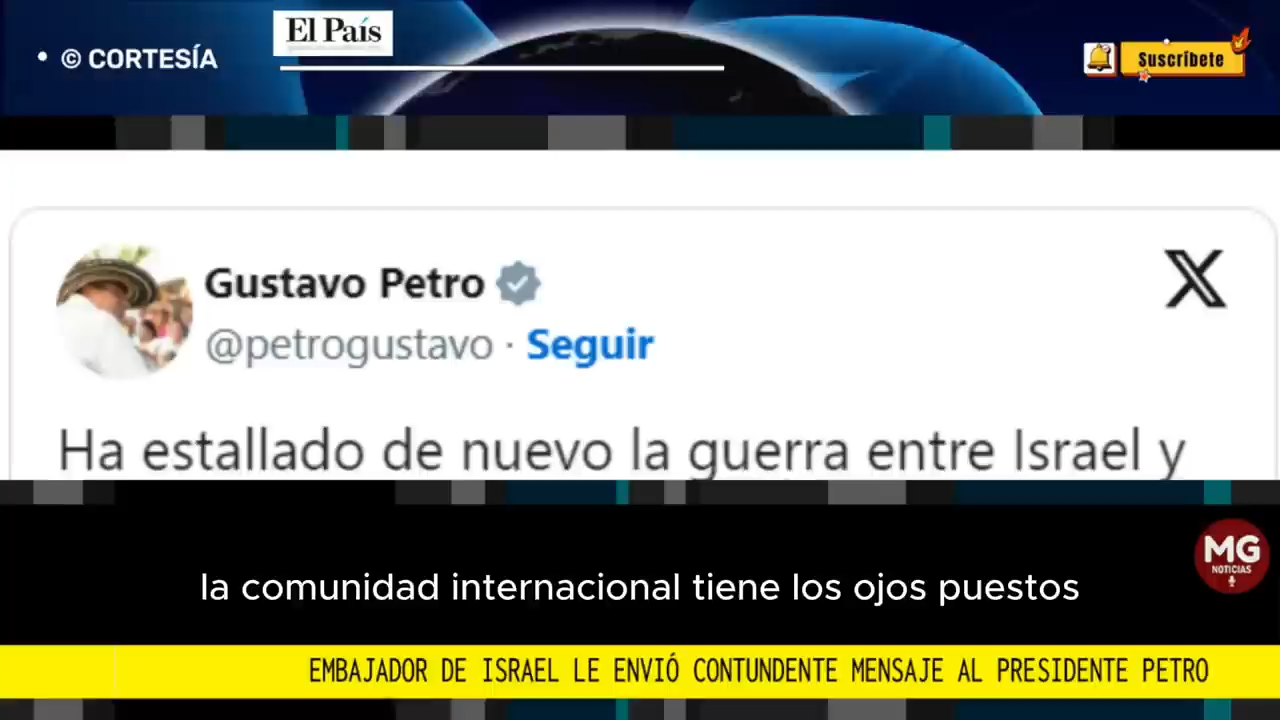 • © CORTESÍA
El País
Suscríbete
Gustavo Petro
@petrogustavo · Seguir
Ha estallado de nuevo la guerra entre Israel y
la comunidad internacional tiene los ojos puestos
MG
NOTICIAS
EMBAJADOR DE ISRAEL LE ENVIÓ CONTUNDENTE MENSAJE AL PRESIDENTE PETRO